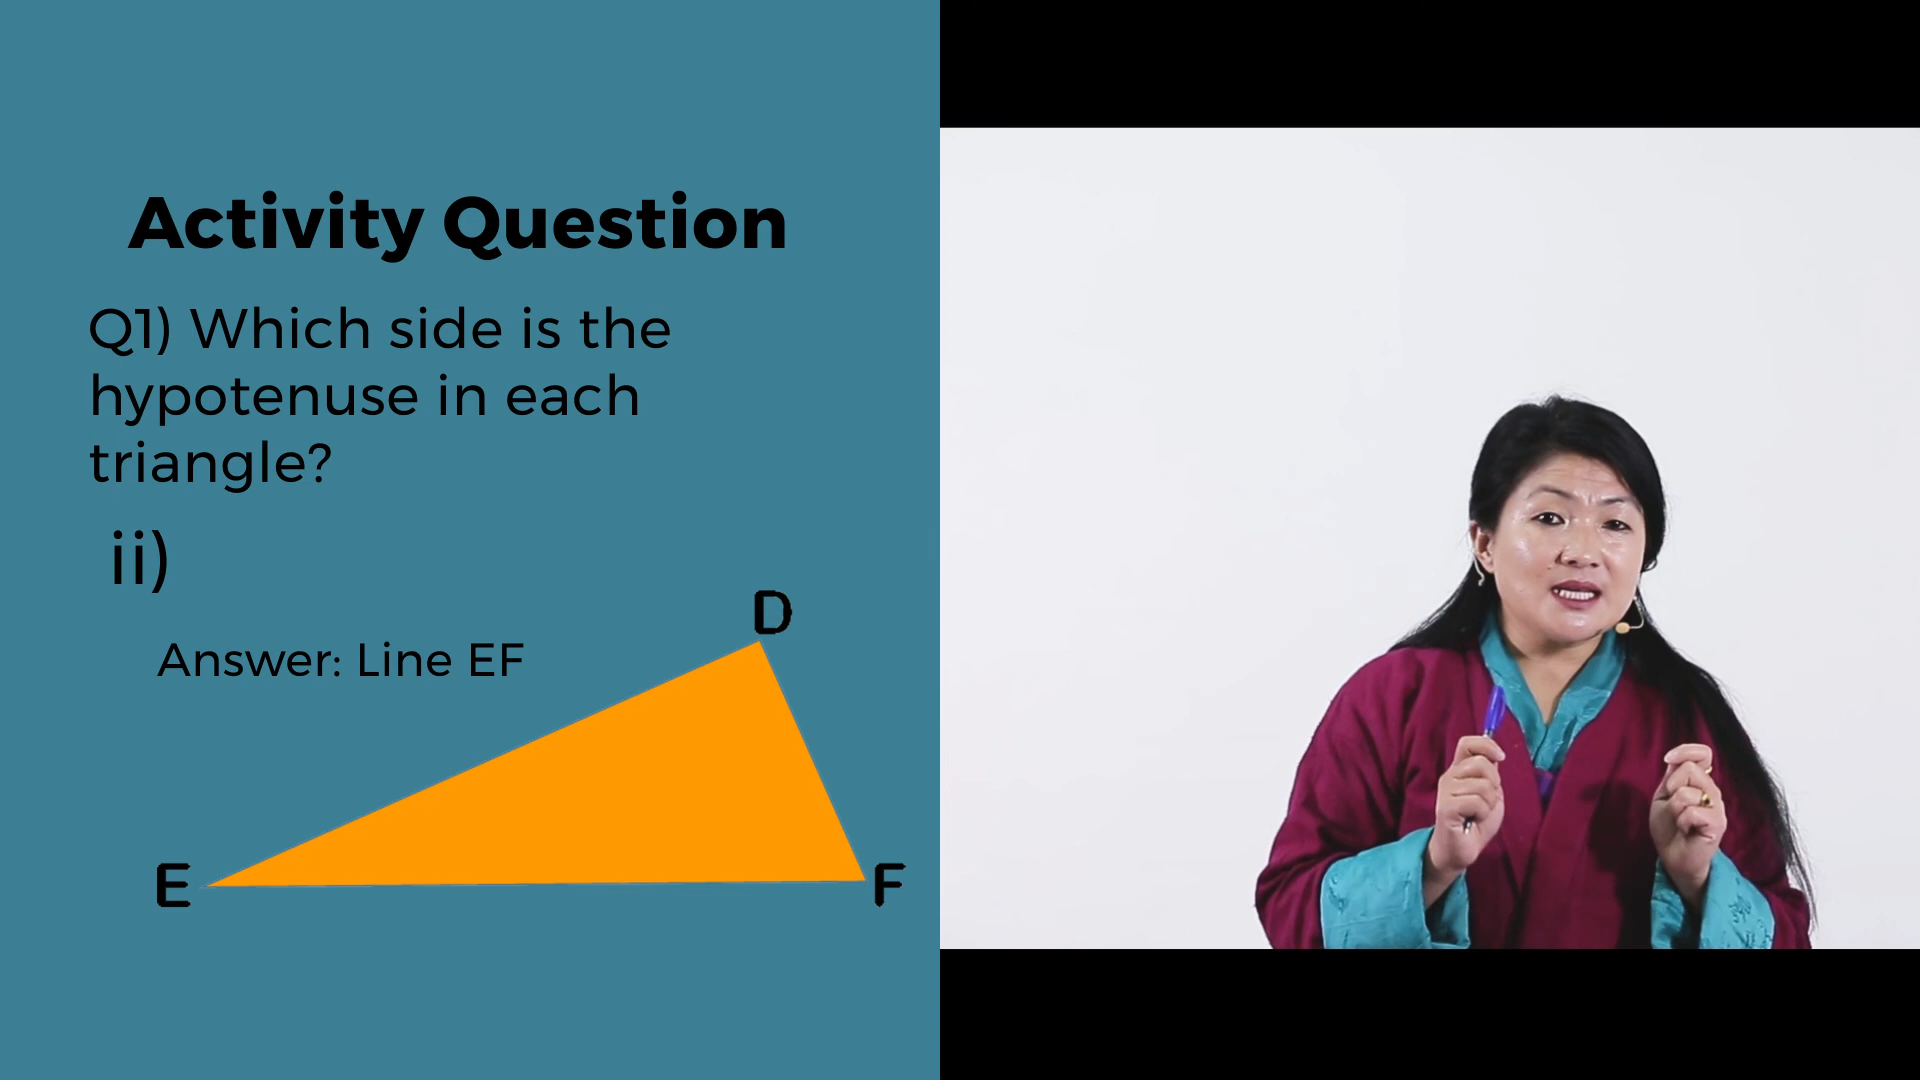 Activity Question
Q1) Which side is the
hypotenuse in each
triangle?
ii)
D
Answer: Line EF
E
F